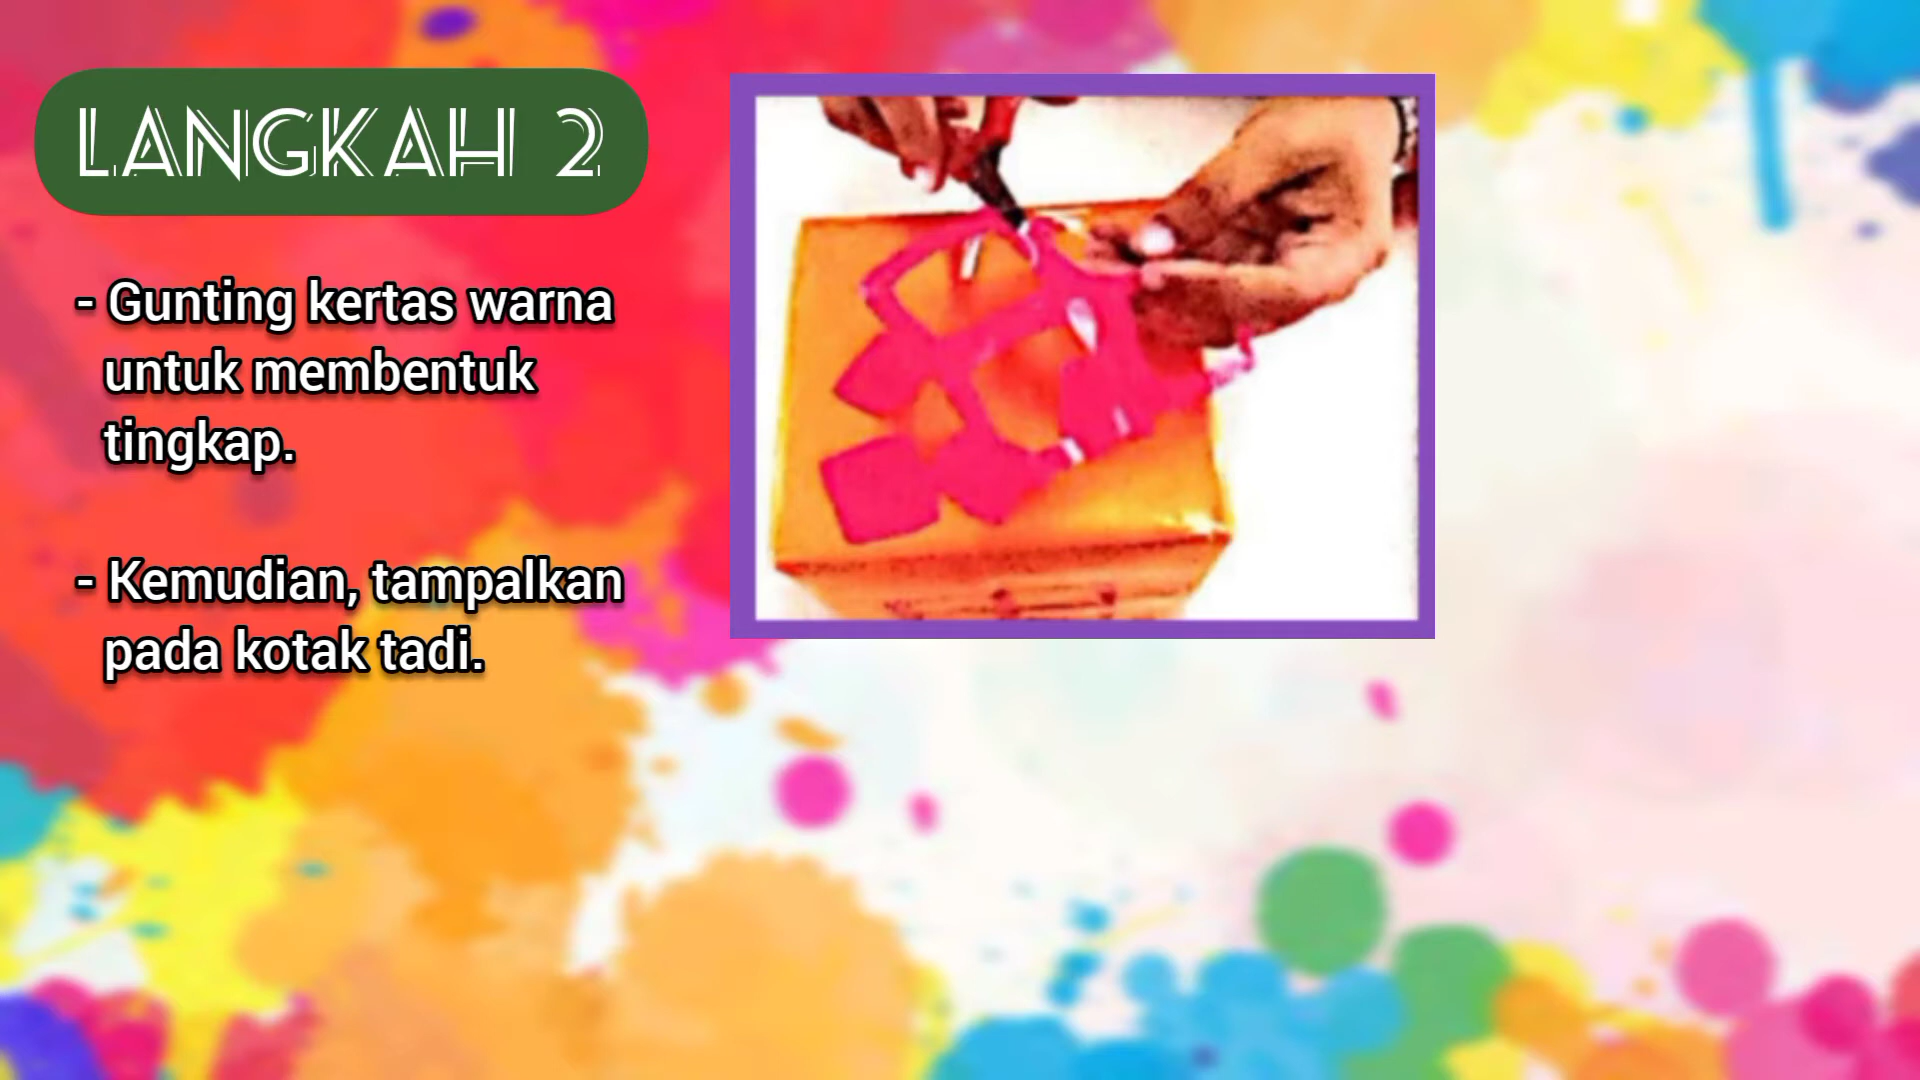 LANGKAH 2
- Gunting kertas warna
untuk membentuk
tingkap.
- Kemudian, tampalkan
pada kotak tadi.